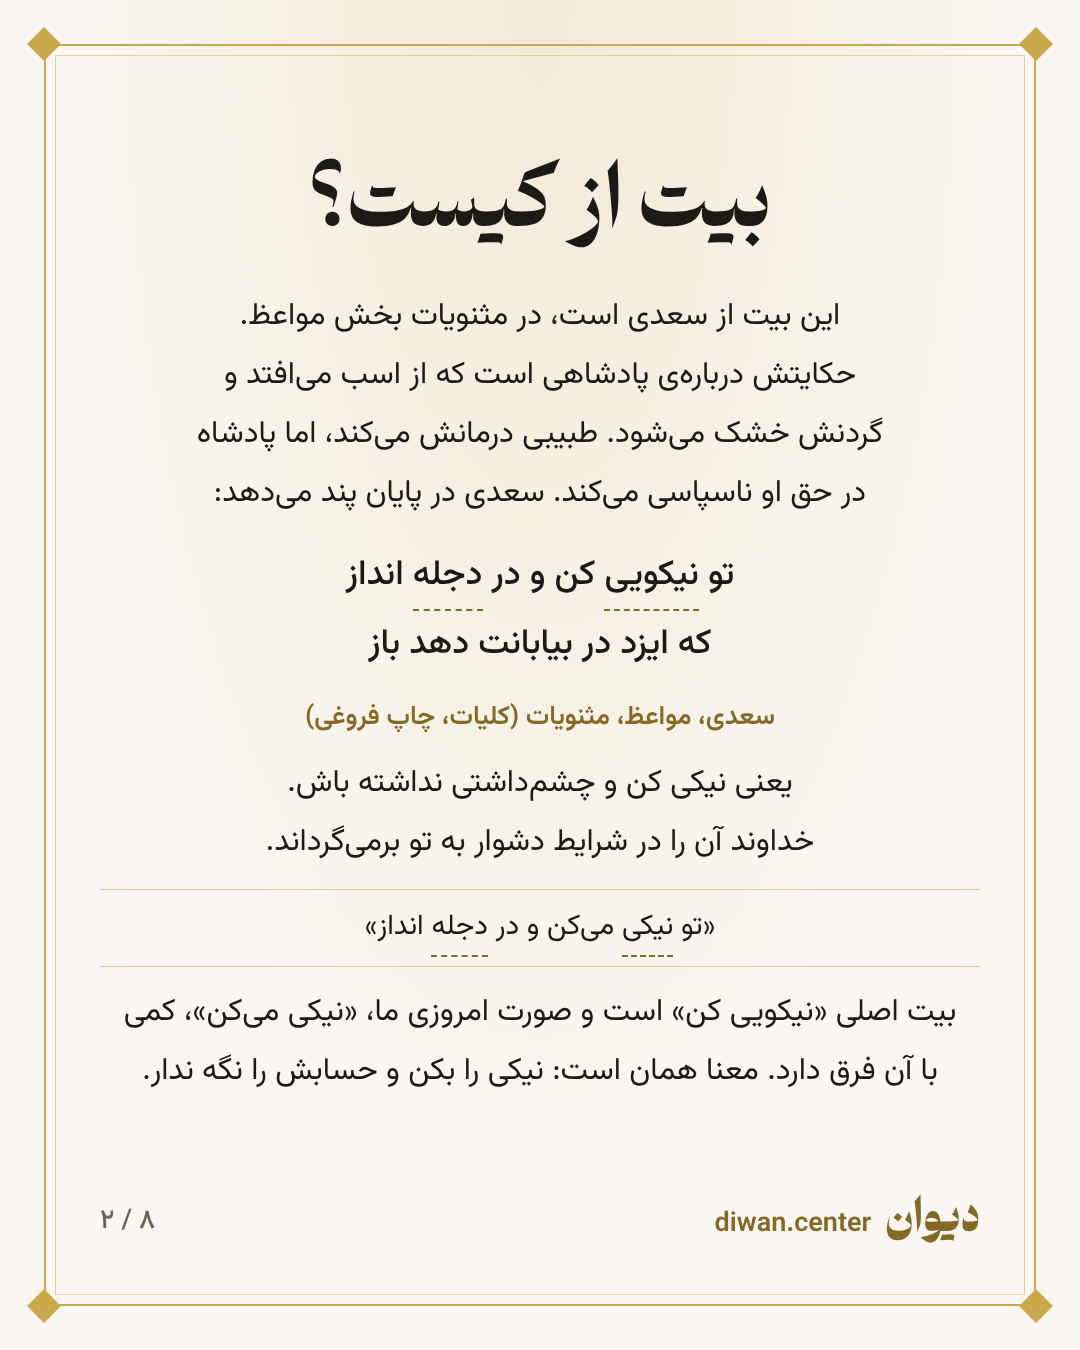 بیت از کیست؟
این بیت از سعدی است، در مثنویات بخش مواعظ.
حکایتش درباره‌ی پادشاهی است که از اسب می‌افتد و
گردنش خشک می‌شود. طبیبی درمانش می‌کند، اما پادشاه
در حق او ناسپاسی می‌کند. سعدی در پایان پند می‌دهد:
تو نیکویی کن و در دجله انداز
که ایزد در بیابانت دهد باز
سعدی، مواعظ، مثنویات (کلیات، چاپ فروغی)
یعنی نیکی کن و چشم‌داشتی نداشته باش.
خداوند آن را در شرایط دشوار به تو برمی‌گرداند.
«تو نیکی می‌کن و در دجله انداز»
بیت اصلی «نیکویی کن» است و صورت امروزی ما، «نیکی می‌کن»، کمی
با آن فرق دارد. معنا همان است: نیکی را بکن و حسابش را نگه ندار.
دیوان diwan.center
۲ / ۸